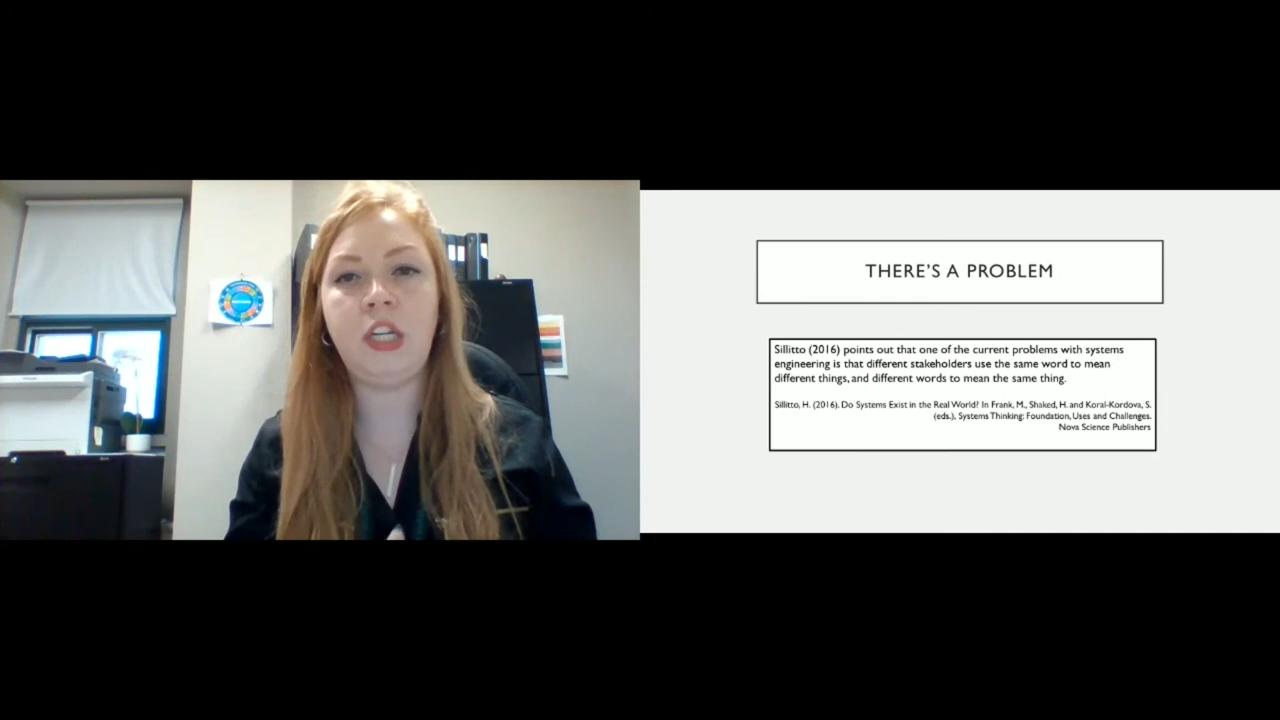 THERE'S A PROBLEM
Sillitto (2016) points out that one of the current problems with systems
engineering is that different stakeholders use the same word to mean
different things, and different words to mean the same thing.
Sillitto, H. (2016). Do Systems Exist in the Real World? In Frank, M., Shaked, H. and Koral-Kordova, S.
(eds.), Systems Thinking: Foundation, Uses and Challenges.
Nova Science Publishers